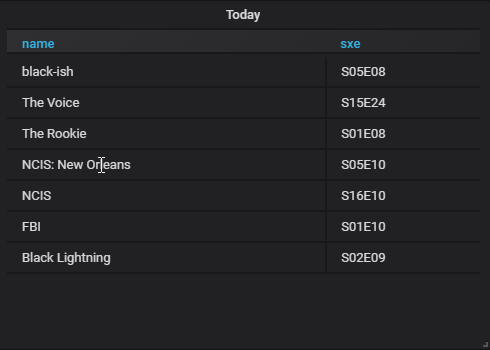 Today
name sxe
black-ish S05E08
The Voice S15E24
The Rookie S01E08
NCIS: New Orleans S05E10
NCIS S16E10
FBI S01E10
Black Lightning S02E09